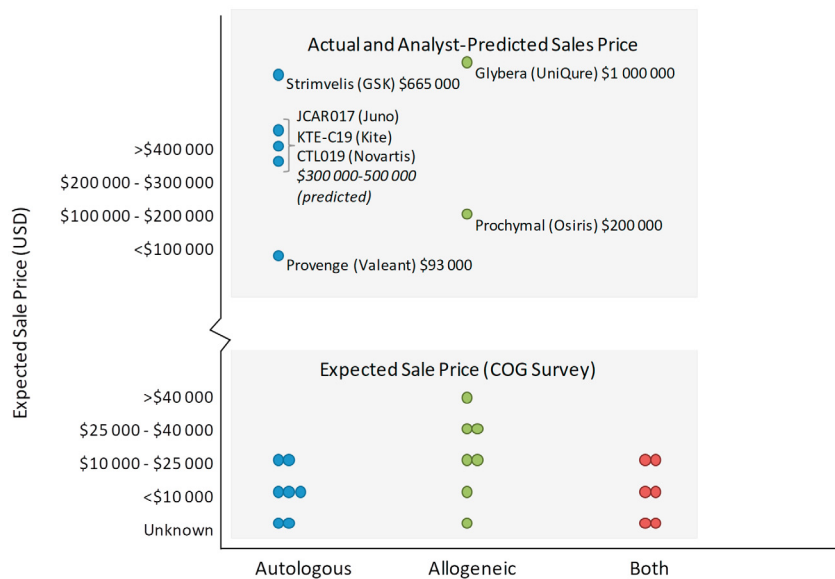 Actual and Analyst-Predicted Sales Price
Strimvelis (GSK) $665 000
Glybera (UniQure) $1 000 000
JCAR017 (Juno)
KTE-C19 (Kite)
CTL019 (Novartis)
$300 000-500 000
(predicted)
Prochymal (Osiris) $200 000
Provenge (Valeant) $93 000
>$400 000
$200 000 - $300 000
$100 000 - $200 000
<$100 000
Expected Sale Price (USD)
Expected Sale Price (COG Survey)
>$40 000
$25 000 - $40 000
$10 000 - $25 000
<$10 000
Unknown
Autologous
Allogeneic
Both